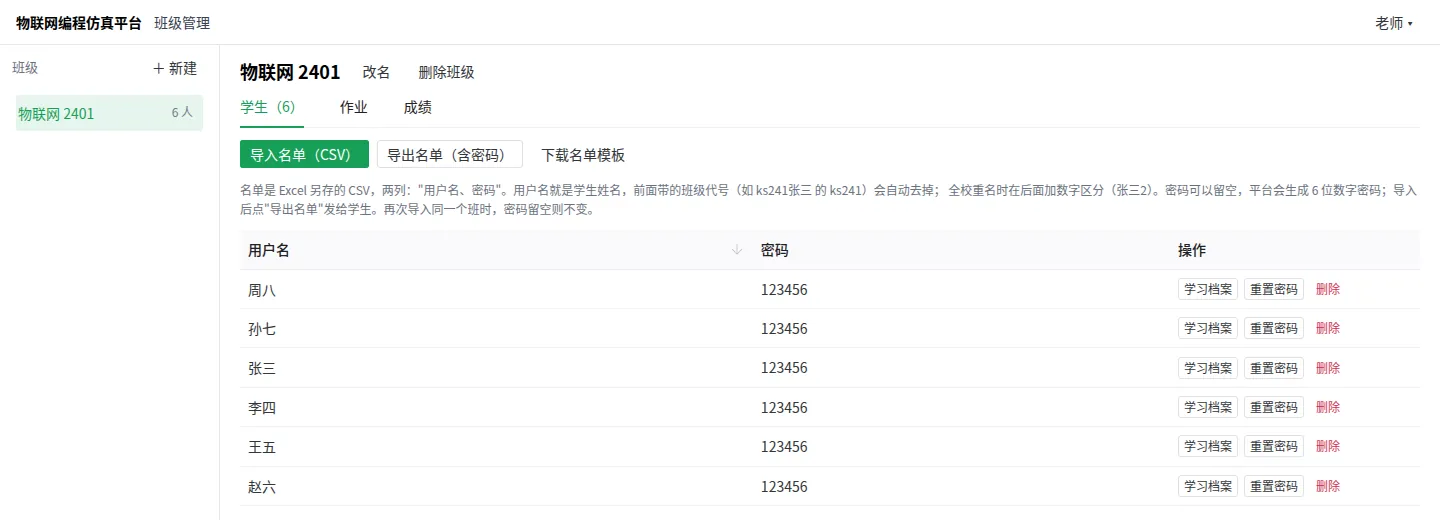 物联网编程仿真平台 班级管理 老师
班级 + 新建
物联网 2401 6 人
物联网 2401 改名 删除班级
学生（6） 作业 成绩
导入名单（CSV） 导出名单（含密码） 下载名单模板
名单是 Excel 另存的 CSV，两列："用户名、密码"。用户名就是学生姓名，前面带的班级代号（如 ks241张三 的 ks241）会自动去掉； 全校重名时在后面加数字区分（张三2）。密码可以留空，平台会生成 6 位数字密码；导入
后点"导出名单"发给学生。再次导入同一个班时，密码留空则不变。
用户名 密码 操作
周八 123456 学习档案 重置密码 删除
孙七 123456 学习档案 重置密码 删除
张三 123456 学习档案 重置密码 删除
李四 123456 学习档案 重置密码 删除
王五 123456 学习档案 重置密码 删除
赵六 123456 学习档案 重置密码 删除